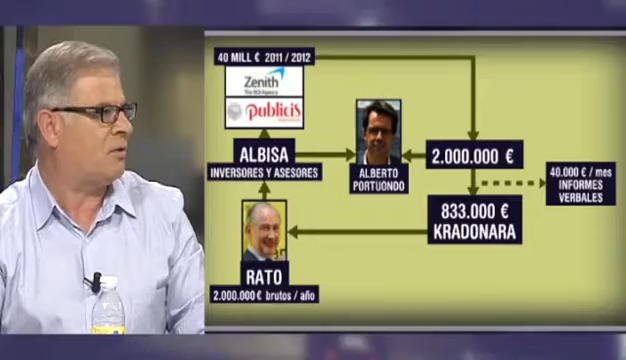 40 MILL € 2011 / 2012
Zenith
The ROI Agency
publicis
ALBISA
INVERSORES Y ASESORES
ALBERTO
PORTUONDO
2.000.000 €
40.000 € / mes
INFORMES
VERBALES
833.000 €
KRADONARA
RATO
2.000.000 € brutos / año